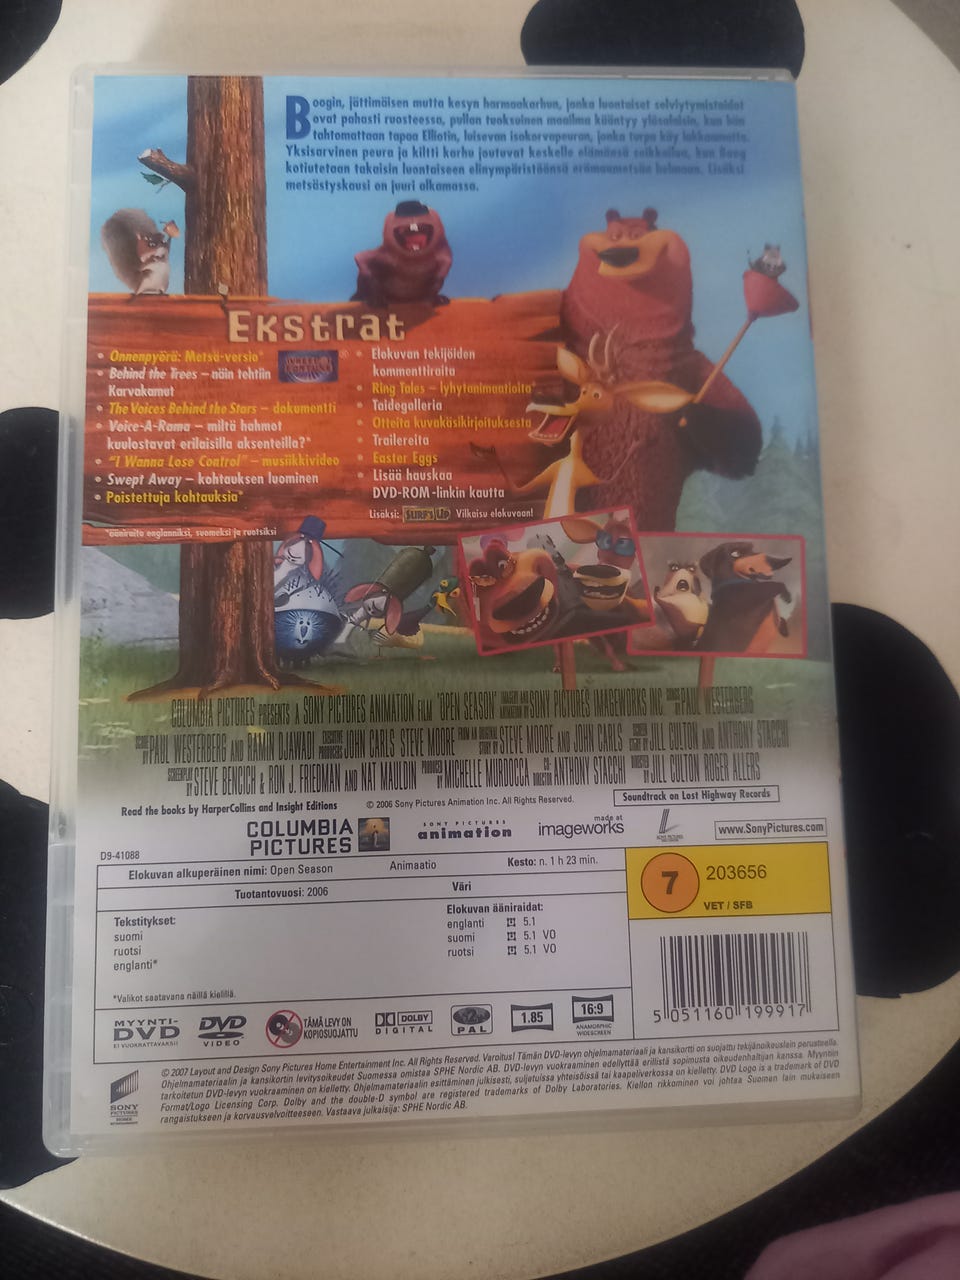 Boogin, jättimäisen mutta kesyn harmaakarhun, jonka luontaiset selviytymistaidot
ovat pahasti ruosteessa, pullan tuoksuinen maailma kääntyy ylösalaisin, kun hän
tahtomattaan tapaa Elliotin, luisevan isokorvapeuran, jonka turpa käy lakkaamatta.
Yksisarvinen peura ja kiltti karhu joutuvat keskelle elämänsä seikkailua, kun Boog
kotiutetaan takaisin luontaiseen elinympäristöönsä erämaametsän helmaan. Lisäksi
metsästyskausi on juuri alkamassa.
Ekstrat
• Onnenpyörä: Metsä-versio*
• Behind the Trees – näin tehtiin
Karvakamut
• The Voices Behind the Stars – dokumentti
• Voice-A-Rama – miltä hahmot
kuulostavat erilaisilla aksenteilla?*
• "I Wanna Lose Control" – musiikkivideo
• Swept Away – kohtauksen luominen
• Poistettuja kohtauksia*
• Elokuvan tekijöiden
kommenttiraita
• Ring Tales – lyhytanimaatioita*
• Taidegalleria
• Otteita kuvakäsikirjoituksesta
• Trailereita
• Easter Eggs
• Lisää hauskaa
DVD-ROM-linkin kautta
Lisäksi: SURF'S UP Vilkaisu elokuvaan!
*ääniraita englanniksi, suomeksi ja ruotsiksi
COLUMBIA PICTURES PRESENTS A SONY PICTURES ANIMATION FILM "OPEN SEASON" IMAGERY AND ANIMATION BY SONY PICTURES IMAGEWORKS INC. SONGS BY PAUL WESTERBERG
SCORE BY PAUL WESTERBERG AND RAMIN DJAWADI EXECUTIVE PRODUCERS JOHN CARLS STEVE MOORE FROM AN ORIGINAL STORY BY STEVE MOORE AND JOHN CARLS SCREEN STORY BY JILL CULTON AND ANTHONY STACCHI
SCREENPLAY BY STEVE BENCICH & RON J. FRIEDMAN AND NAT MAULDIN PRODUCED BY MICHELLE MURDOCCA CO-DIRECTOR ANTHONY STACCHI DIRECTED BY JILL CULTON ROGER ALLERS
Read the books by HarperCollins and Insight Editions
© 2006 Sony Pictures Animation Inc. All Rights Reserved.
Soundtrack on Lost Highway Records
COLUMBIA
PICTURES
SONY PICTURES
animation
made at
imageworks
www.SonyPictures.com
D9-41088
Elokuvan alkuperäinen nimi: Open Season
Animaatio
Kesto: n. 1 h 23 min.
Tuotantovuosi: 2006
Väri
Tekstitykset:
suomi
ruotsi
englanti*
Elokuvan ääniraidat:
englanti 5.1
suomi 5.1 VO
ruotsi 5.1 VO
*Valikot saatavana näillä kielillä.
7
203656
VET / SFB
5 051160 199917
MYYNTI-
DVD
EI VUOKRATTAVAKSI
DVD
VIDEO
TÄMÄ LEVY ON
KOPIOSUOJATTU
DOLBY
DIGITAL
2
PAL
1.85
16:9
ANAMORPHIC
WIDESCREEN
SONY
PICTURES
HOME
ENTERTAINMENT
© 2007 Layout and Design Sony Pictures Home Entertainment Inc. All Rights Reserved. Varoitus! Tämän DVD-levyn ohjelmamateriaali ja kansikortti on suojattu tekijänoikeuslein perusteella.
Ohjelmamateriaalin ja kansikortin levitysoikeudet Suomessa omistaa SPHE Nordic AB. DVD-levyn vuokraaminen edellyttää erillistä sopimusta oikeudenhaltijan kanssa. Myyntiin
tarkoitetun DVD-levyn vuokraaminen on kielletty. Ohjelmamateriaalin esittäminen julkisesti, suljetuissa yhteisöissä tai kaapeliverkossa on kielletty. DVD Logo is a trademark of DVD
Format/Logo Licensing Corp. Dolby and the double-D symbol are registered trademarks of Dolby Laboratories. Kiellon rikkominen voi johtaa Suomen lain mukaiseen
rangaistukseen ja korvausvelvoitteeseen. Vastaava julkaisija: SPHE Nordic AB.